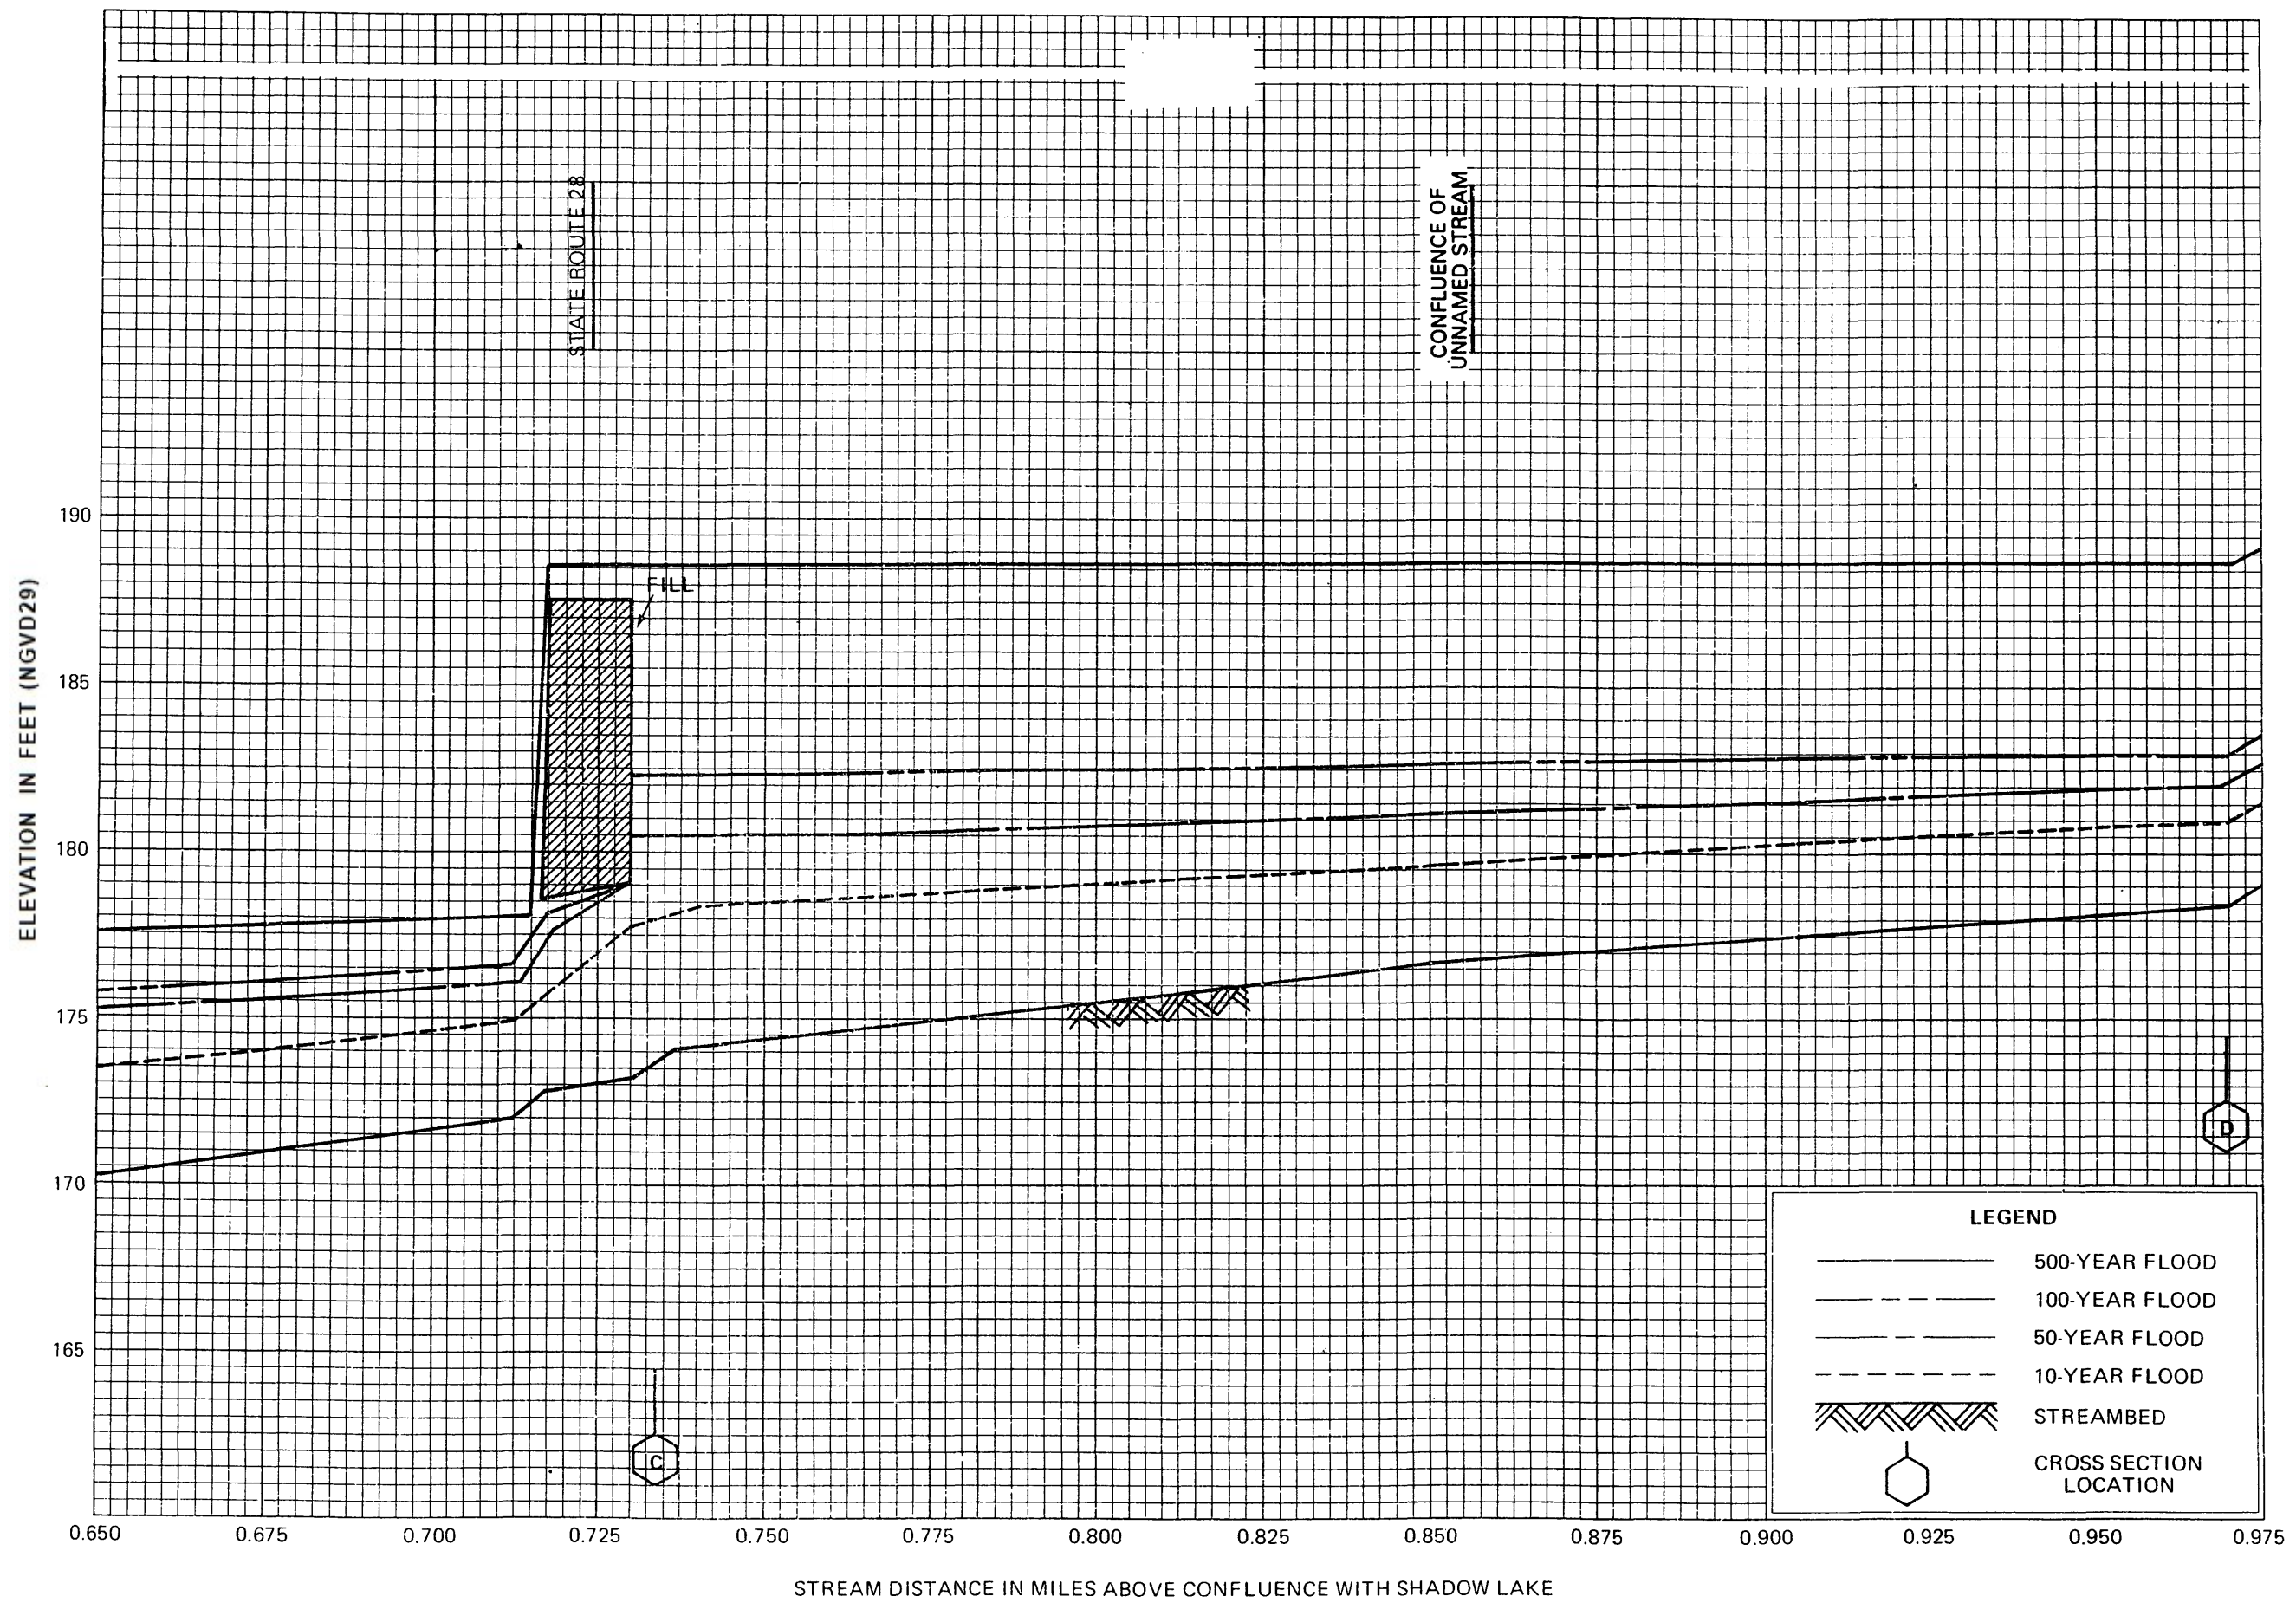 STATE ROUTE 28
CONFLUENCE OF
UNNAMED STREAM
ELEVATION IN FEET (NGVD29)
190
185
180
175
170
165
FILL
C
D
LEGEND
500-YEAR FLOOD
100-YEAR FLOOD
50-YEAR FLOOD
10-YEAR FLOOD
STREAMBED
CROSS SECTION
LOCATION
0.650 0.675 0.700 0.725 0.750 0.775 0.800 0.825 0.850 0.875 0.900 0.925 0.950 0.975
STREAM DISTANCE IN MILES ABOVE CONFLUENCE WITH SHADOW LAKE